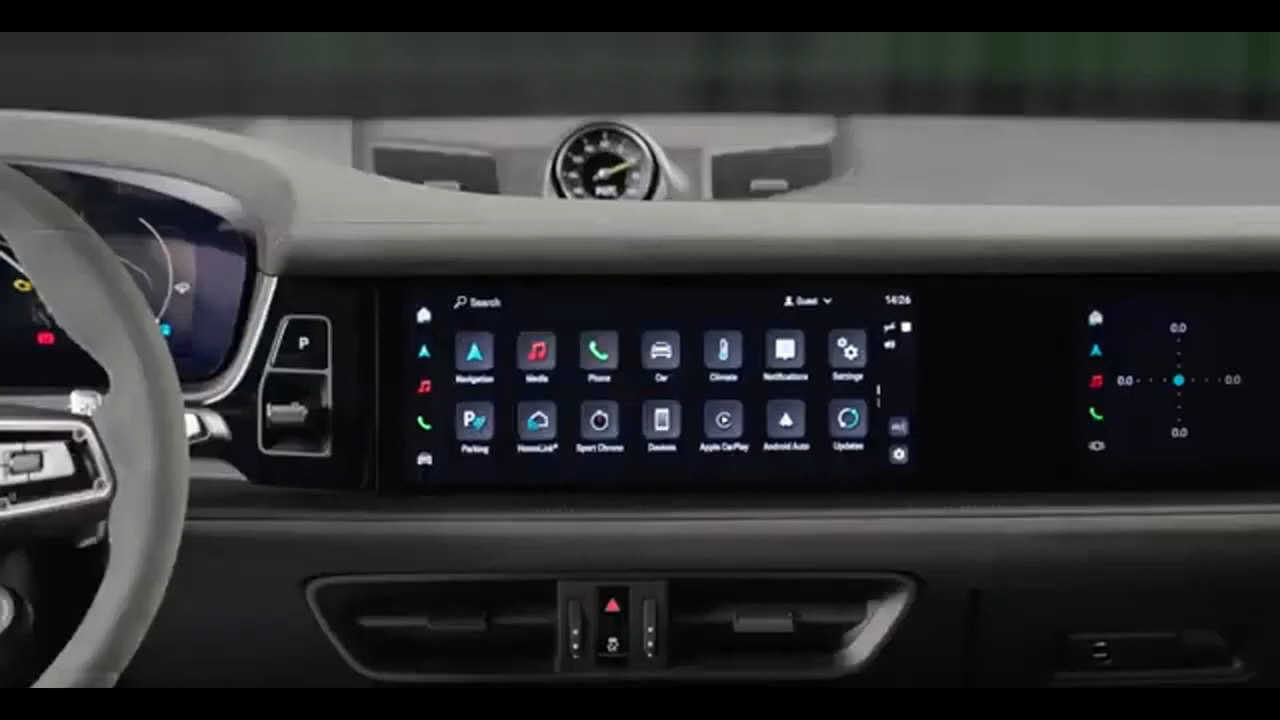 P
Search
Guest
14:26
Navigation
Media
Phone
Car
Climate
Notifications
Settings
P
Parking
HomeLink®
Sport Chrono
Devices
Apple CarPlay
Android Auto
Updates
0.0
0.0
0.0
0.0